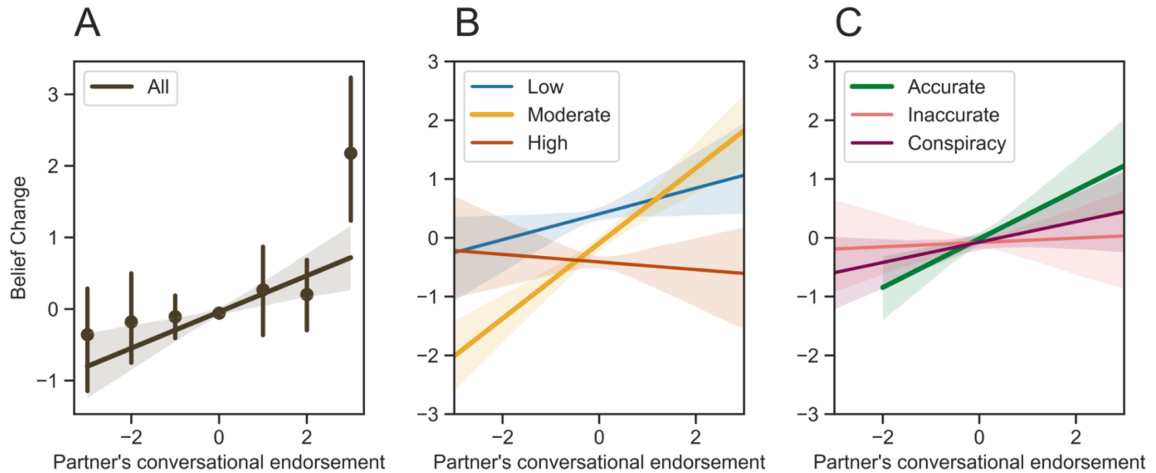 A
B
C
All
Low
Moderate
High
Accurate
Inaccurate
Conspiracy
Belief Change
3
2
1
0
−1
3
2
1
0
−1
−2
−3
3
2
1
0
−1
−2
−3
−2 0 2
−2 0 2
−2 0 2
Partner's conversational endorsement
Partner's conversational endorsement
Partner's conversational endorsement